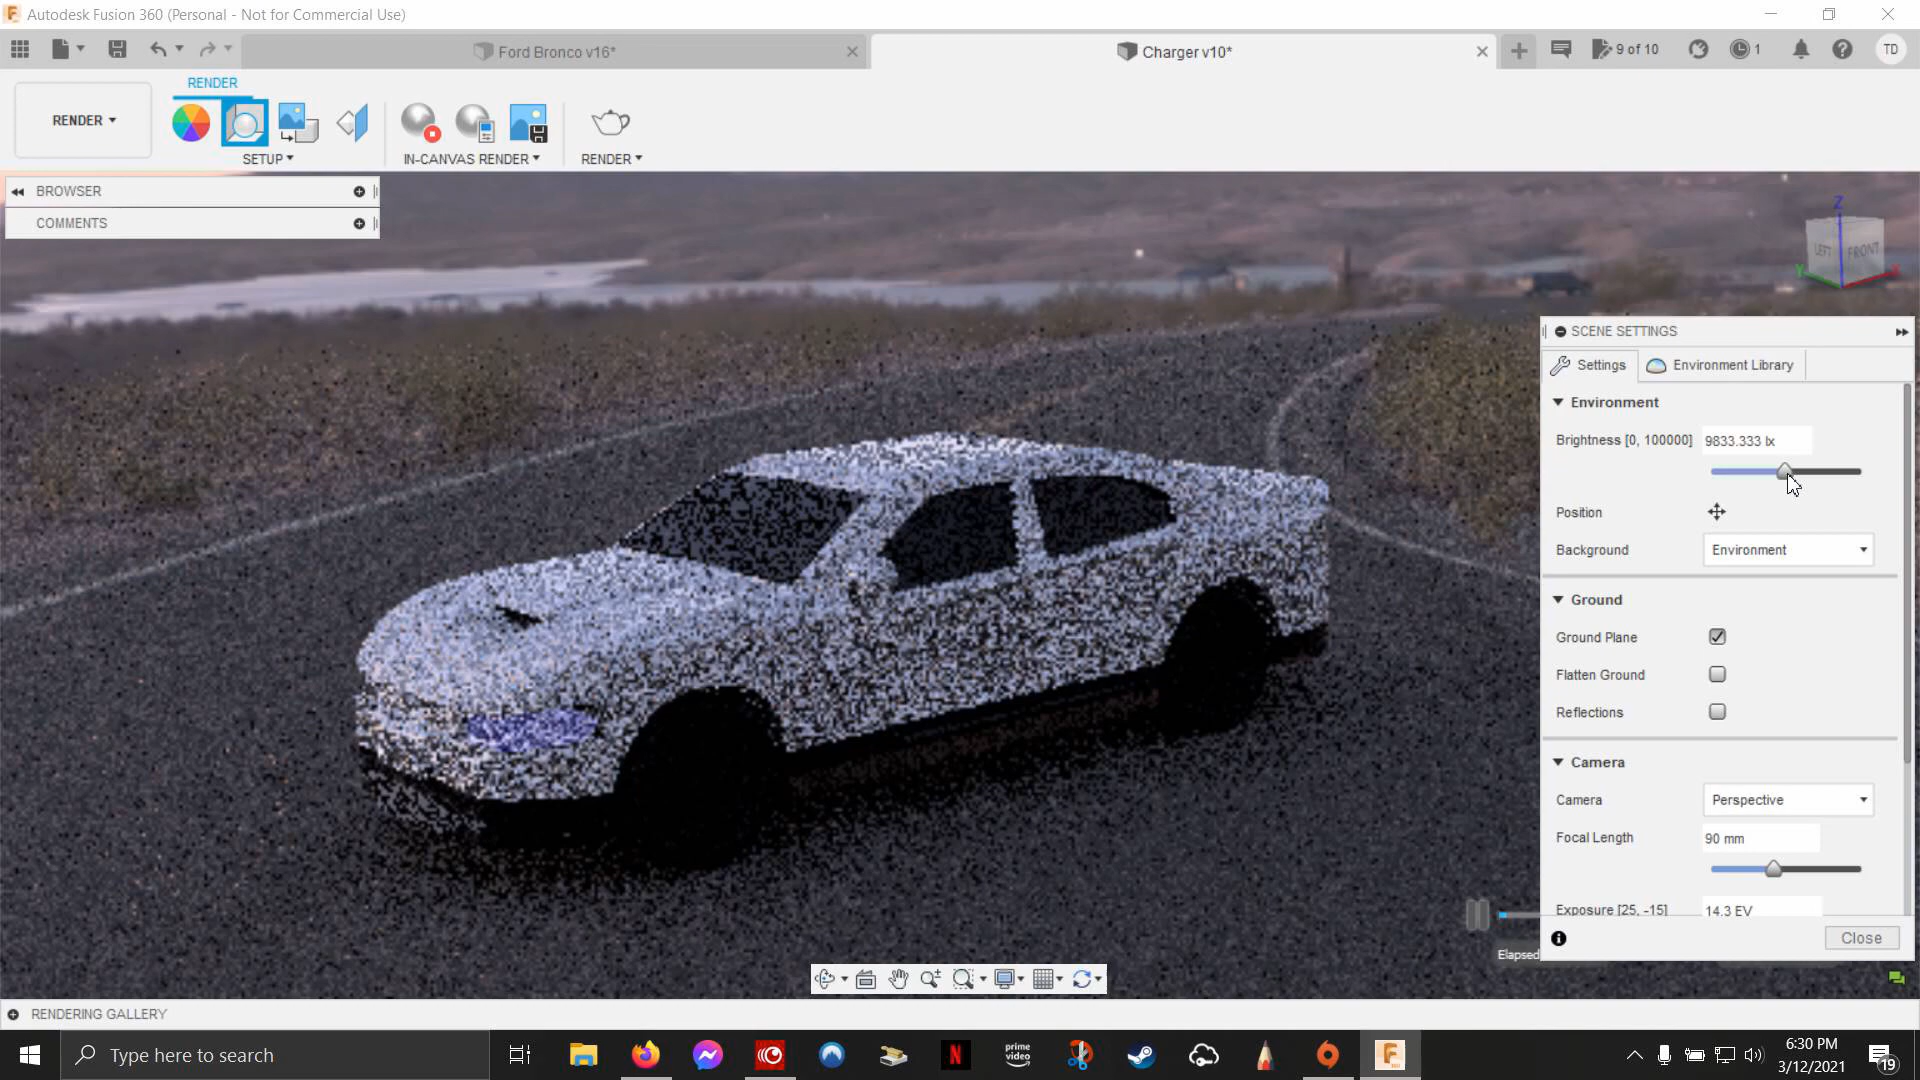 Autodesk Fusion 360 (Personal - Not for Commercial Use)
Ford Bronco v16*
Charger v10*
9 of 10
1
TD
RENDER
RENDER
SETUP
IN-CANVAS RENDER
RENDER
BROWSER
COMMENTS
Z
LEFT
FRONT
Y
X
SCENE SETTINGS
Settings
Environment Library
Environment
Brightness [0, 100000]
9833.333 lx
Position
Background
Environment
Ground
Ground Plane
Flatten Ground
Reflections
Camera
Camera
Perspective
Focal Length
90 mm
Exposure [25, -15]
14.3 EV
Close
Elapsed
RENDERING GALLERY
Type here to search
N
prime video
F
6:30 PM
3/12/2021
19